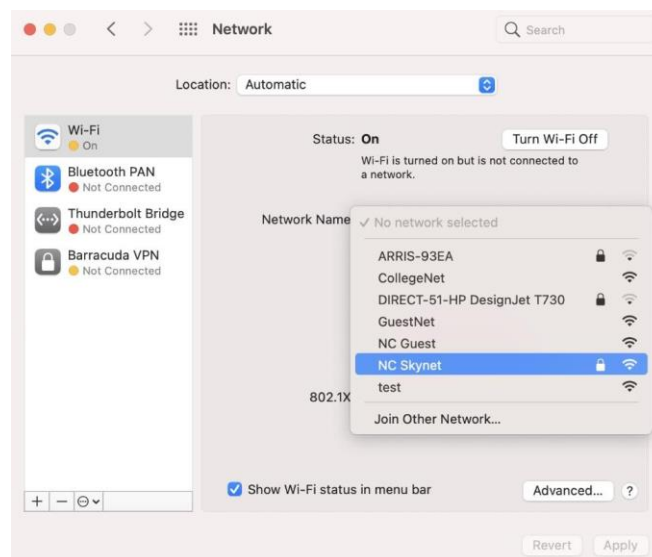 Network
Search
Location: Automatic
Wi-Fi
On
Bluetooth PAN
Not Connected
Thunderbolt Bridge
Not Connected
Barracuda VPN
Not Connected
Status: On
Turn Wi-Fi Off
Wi-Fi is turned on but is not connected to
a network.
Network Name
✓ No network selected
ARRIS-93EA
CollegeNet
DIRECT-51-HP DesignJet T730
GuestNet
NC Guest
NC Skynet
test
Join Other Network...
802.1X
Show Wi-Fi status in menu bar
Advanced...
?
Revert
Apply